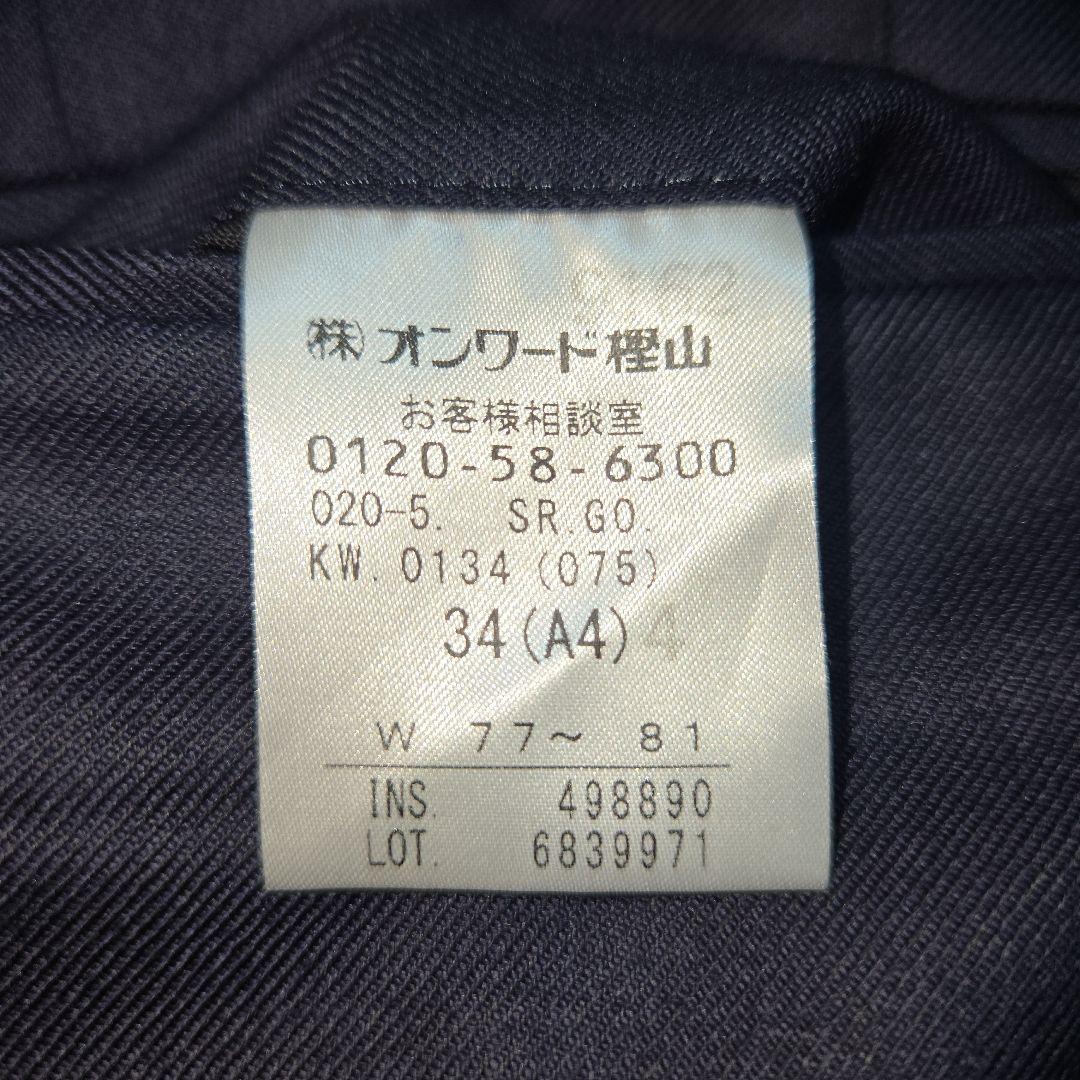 ㈱オンワード樫山
お客様相談室
0120-58-6300
020-5. SR.GO.
KW. 0134 (075)
34(A4)
W 77〜 81
INS. 498890
LOT. 6839971